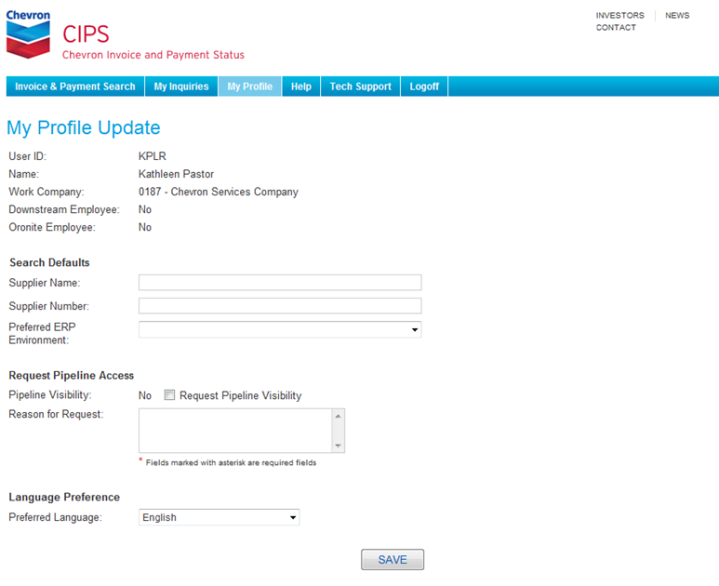 Chevron
CIPS
Chevron Invoice and Payment Status
INVESTORS NEWS
CONTACT
Invoice & Payment Search My Inquiries My Profile Help Tech Support Logoff
My Profile Update
User ID: KPLR
Name: Kathleen Pastor
Work Company: 0187 - Chevron Services Company
Downstream Employee: No
Oronite Employee: No
Search Defaults
Supplier Name:
Supplier Number:
Preferred ERP
Environment:
Request Pipeline Access
Pipeline Visibility: No Request Pipeline Visibility
Reason for Request:
* Fields marked with asterisk are required fields
Language Preference
Preferred Language: English
SAVE